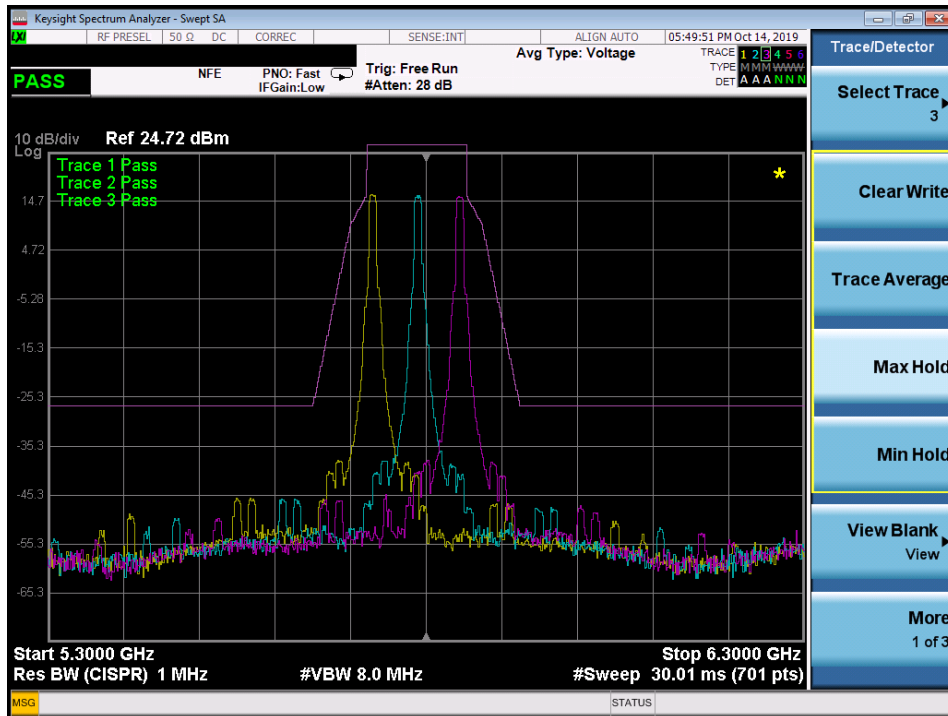 Keysight Spectrum Analyzer - Swept SA
LXI RF PRESEL 50 Ω DC CORREC SENSE:INT ALIGN AUTO 05:49:51 PM Oct 14, 2019
Trace/Detector
PASS
NFE
PNO: Fast
IFGain:Low
Trig: Free Run
#Atten: 28 dB
Avg Type: Voltage
TRACE 1 2 3 4 5 6
TYPE M M M W W W
DET A A A N N N
Select Trace
3
10 dB/div Ref 24.72 dBm
Log
Trace 1 Pass
Trace 2 Pass
Trace 3 Pass
*
14.7
4.72
-5.28
-15.3
-25.3
-35.3
-45.3
-55.3
-65.3
Clear Write
Trace Average
Max Hold
Min Hold
View Blank
View
More
1 of 3
Start 5.3000 GHz Stop 6.3000 GHz
Res BW (CISPR) 1 MHz #VBW 8.0 MHz #Sweep 30.01 ms (701 pts)
MSG STATUS